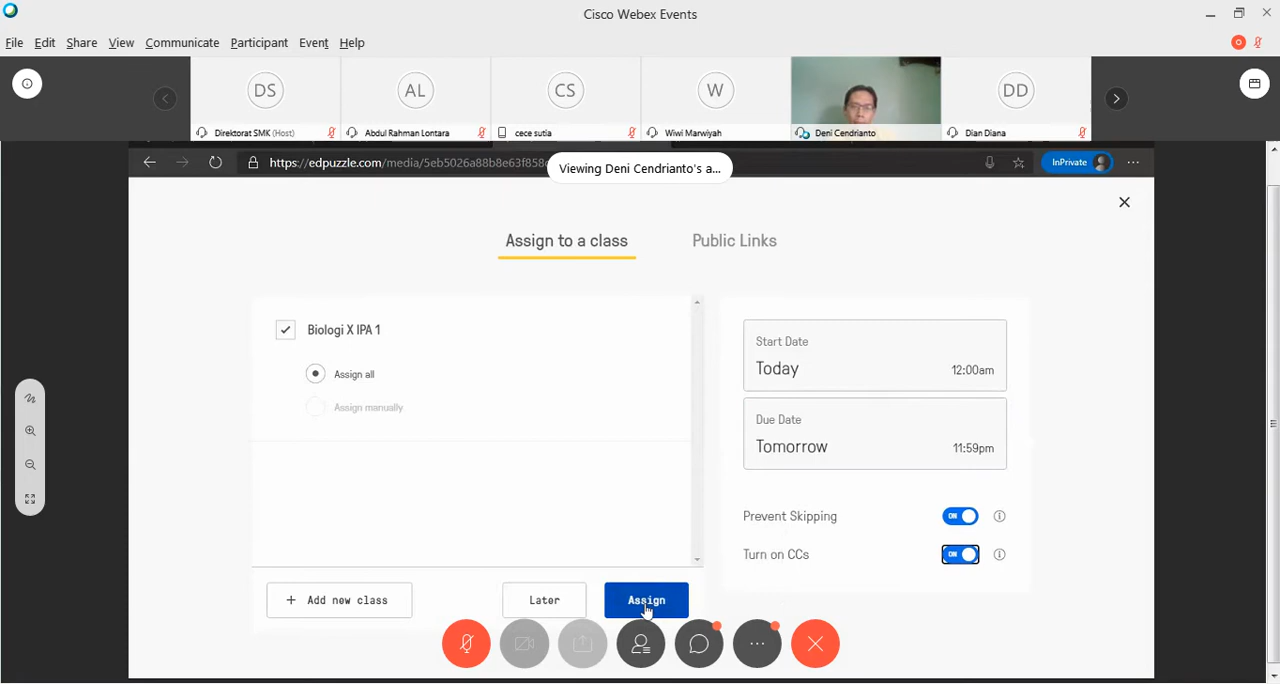 Cisco Webex Events
File Edit Share View Communicate Participant Event Help
DS AL CS W DD
Direktorat SMK (Host) Abdul Rahman Lontara cece sutia Wiwi Marwiyah Deni Cendrianto Dian Diana
https://edpuzzle.com/media/5eb5026a88b8e63f858 InPrivate
Viewing Deni Cendrianto's a...
Assign to a class Public Links
Biologi X IPA 1
Assign all
Assign manually
Start Date
Today 12:00am
Due Date
Tomorrow 11:59pm
Prevent Skipping ON
Turn on CCs ON
+ Add new class Later Assign